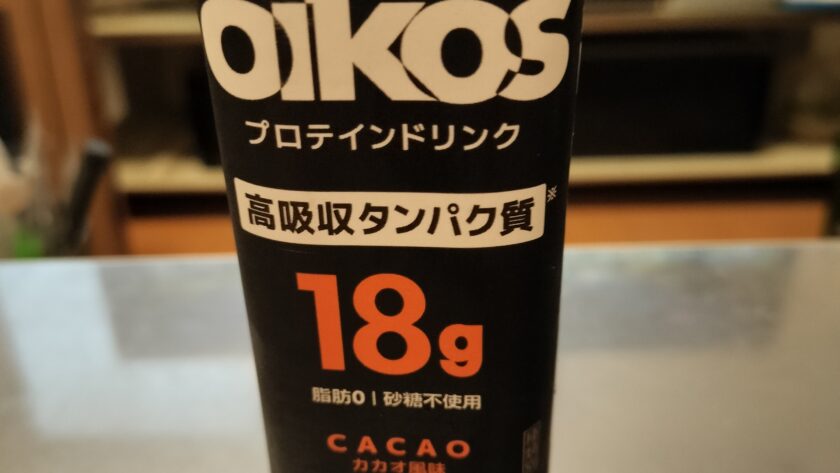 OIKOS
プロテインドリンク
高吸収タンパク質※
18g
脂肪0 | 砂糖不使用
CACAO
カカオ風味